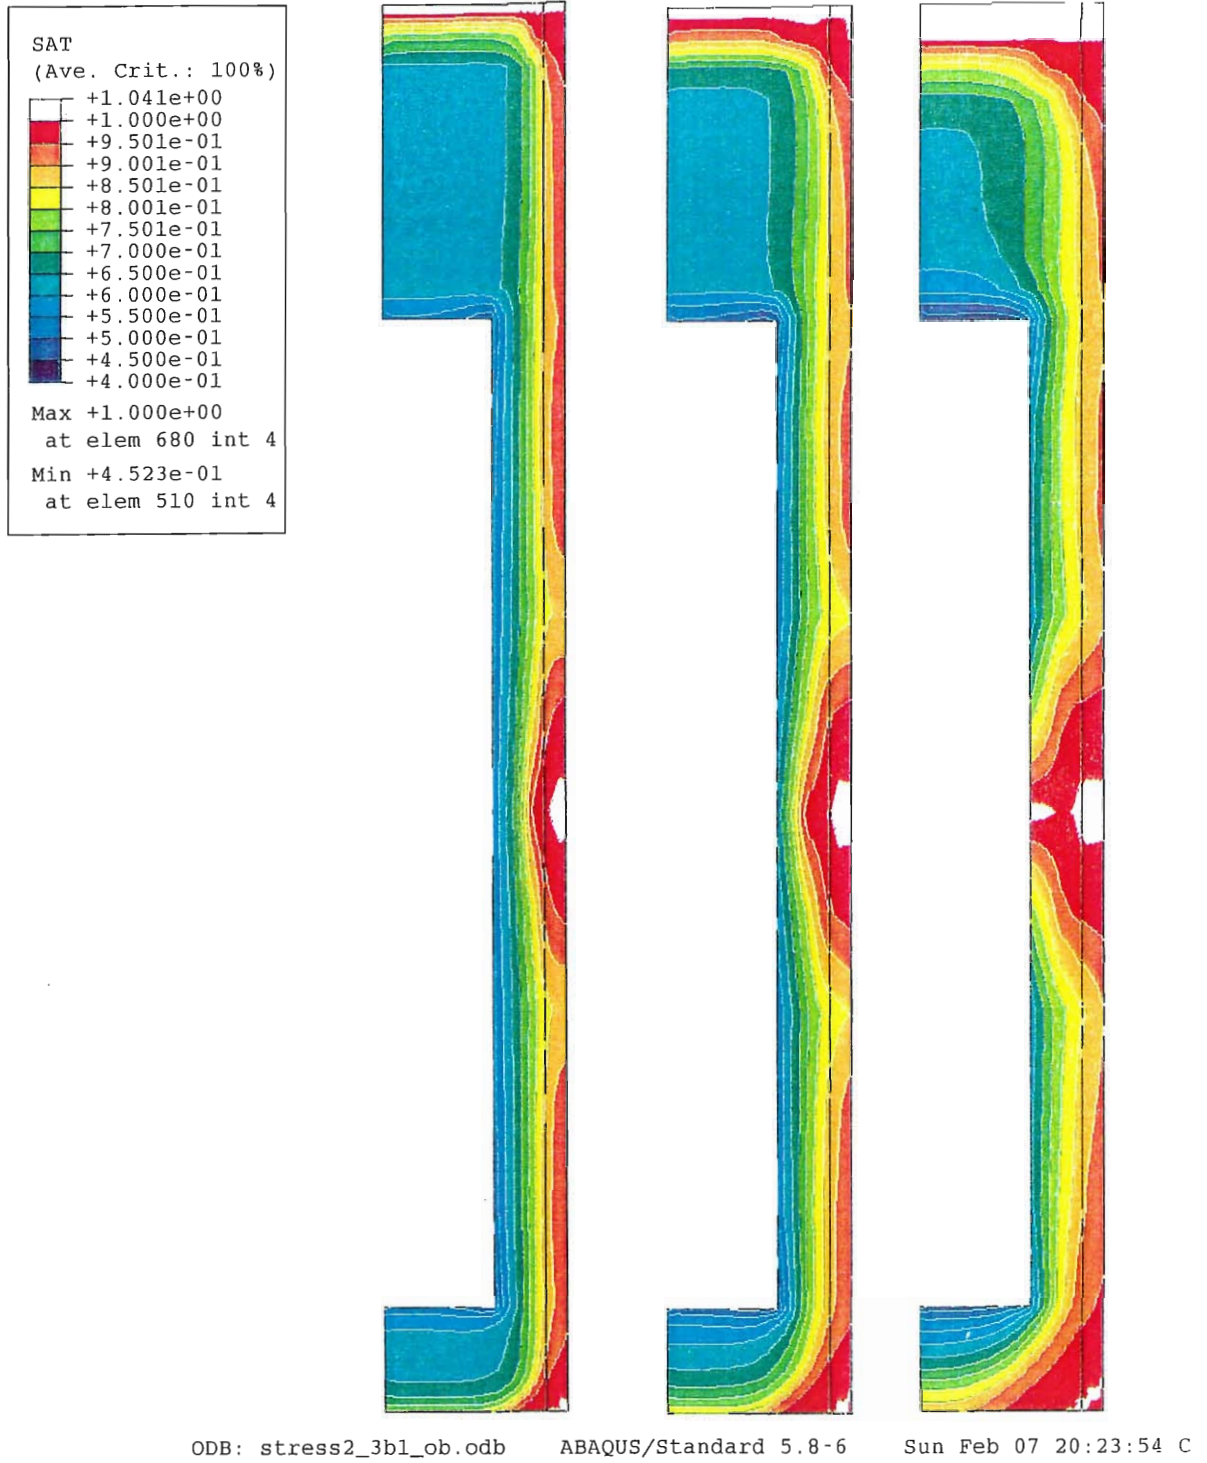 SAT
(Ave. Crit.: 100%)
+1.041e+00
+1.000e+00
+9.501e-01
+9.001e-01
+8.501e-01
+8.001e-01
+7.501e-01
+7.000e-01
+6.500e-01
+6.000e-01
+5.500e-01
+5.000e-01
+4.500e-01
+4.000e-01
Max +1.000e+00
at elem 680 int 4
Min +4.523e-01
at elem 510 int 4
ODB: stress2_3b1_ob.odb ABAQUS/Standard 5.8-6 Sun Feb 07 20:23:54 C